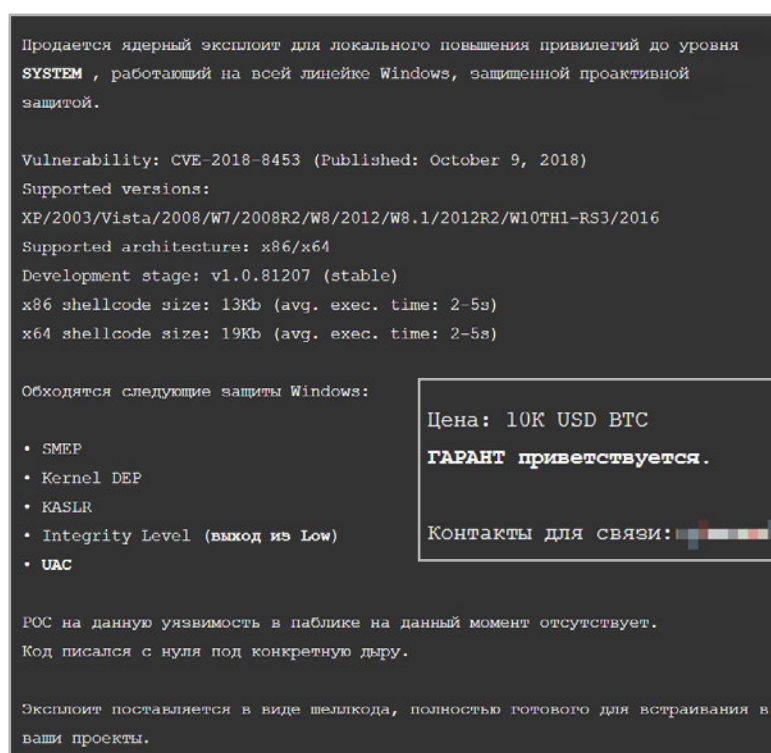 Продается ядерный эксплоит для локального повышения привилегий до уровня
SYSTEM , работающий на всей линейке Windows, защищенной проактивной
защитой.
Vulnerability: CVE-2018-8453 (Published: October 9, 2018)
Supported versions:
XP/2003/Vista/2008/W7/2008R2/W8/2012/W8.1/2012R2/W10TH1-RS3/2016
Supported architecture: x86/x64
Development stage: v1.0.81207 (stable)
x86 shellcode size: 13Kb (avg. exec. time: 2-5s)
x64 shellcode size: 19Kb (avg. exec. time: 2-5s)
Обходятся следующие защиты Windows:
• SMEP
• Kernel DEP
• KASLR
• Integrity Level (выход из Low)
• UAC
Цена: 10K USD BTC
ГАРАНТ приветствуется.
Контакты для связи:
POC на данную уязвимость в паблике на данный момент отсутствует.
Код писался с нуля под конкретную дыру.
Эксплоит поставляется в виде шеллкода, полностью готового для встраивания в
ваши проекты.